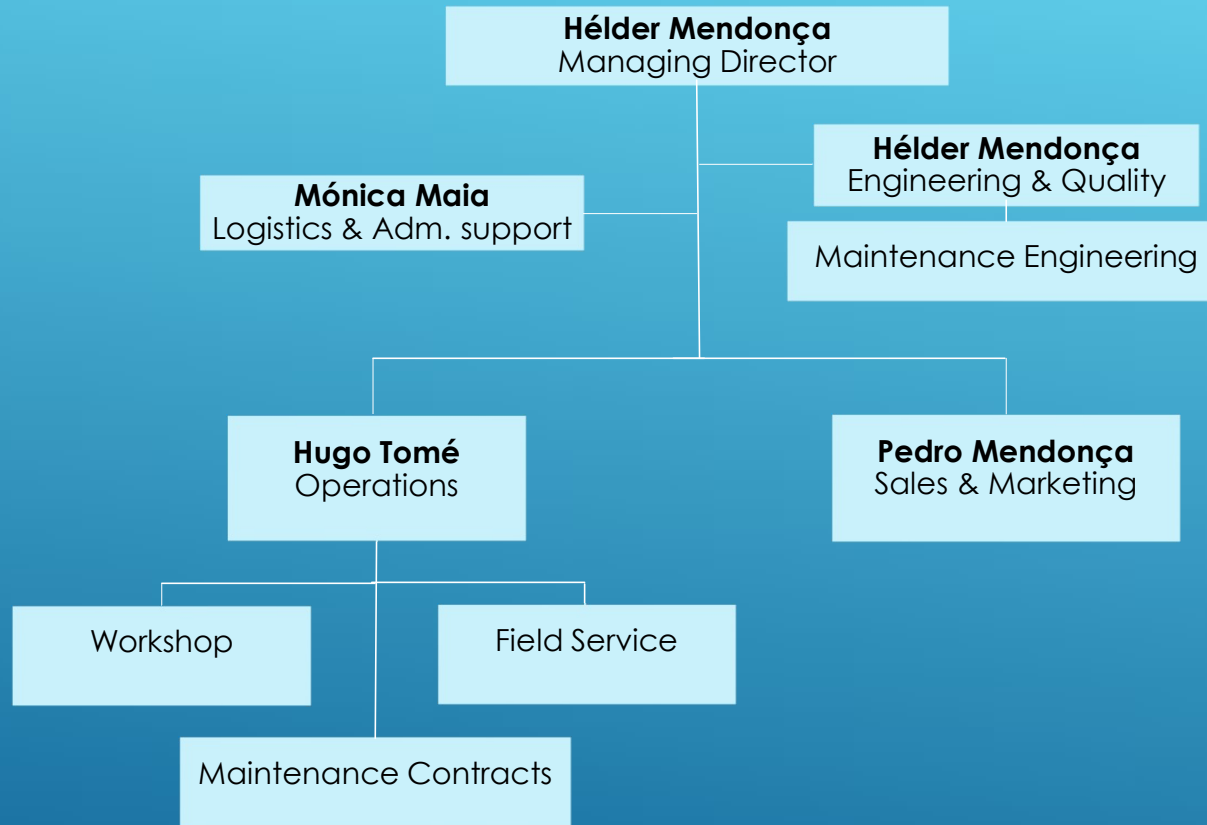 Hélder Mendonça
Managing Director
Hélder Mendonça
Engineering & Quality
Mónica Maia
Logistics & Adm. support
Maintenance Engineering
Hugo Tomé
Operations
Pedro Mendonça
Sales & Marketing
Workshop
Field Service
Maintenance Contracts